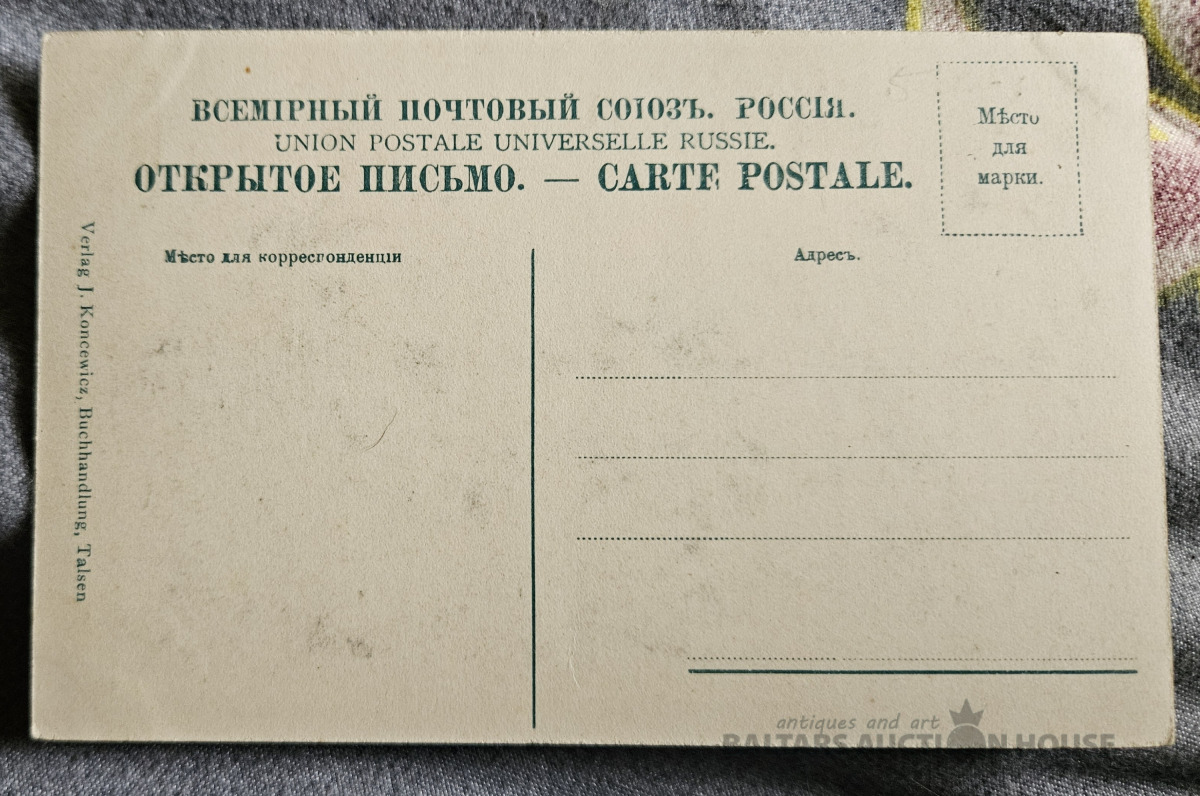 ВСЕМІРНЫЙ ПОЧТОВЫЙ СОЮЗЪ. РОССІЯ.
UNION POSTALE UNIVERSELLE RUSSIE.
ОТКРЫТОЕ ПИСЬМО. — CARTE POSTALE.
Мѣсто
для
марки.
Мѣсто для корреспонденціи
Адресъ.
Verlag J. Koncewicz, Buchhandlung, Talsen
antiques and art
BALTARS AUCTION HOUSE